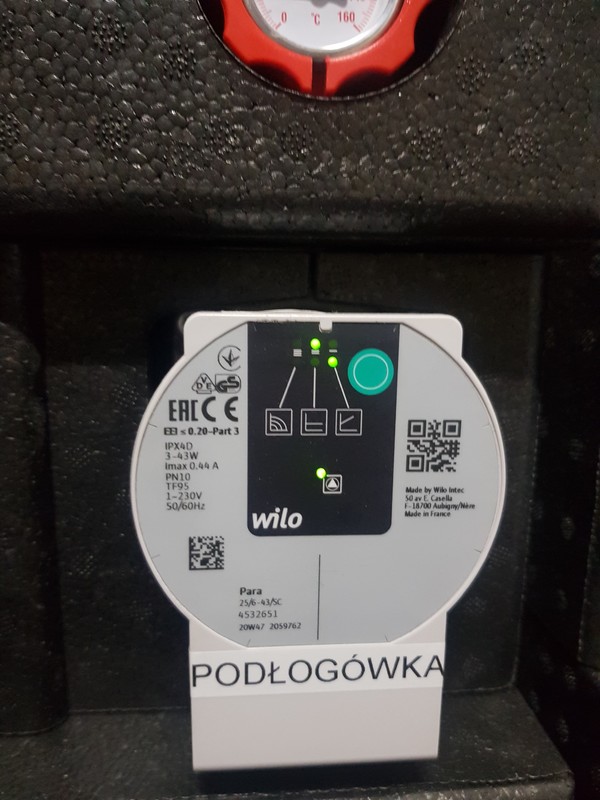 0 °C 160
VDE GS
EAC CE
EEI ≤ 0.20-Part 3
IPX4D
3-43W
Imax 0.44 A
PN10
TF95
1~230V
50/60Hz
wilo
Made by Wilo Intec
50 av E. Casella
F-18700 Aubigny/Nère
Made in France
Para
25/6-43/SC
4532651
20W47 2059762
PODŁOGÓWKA